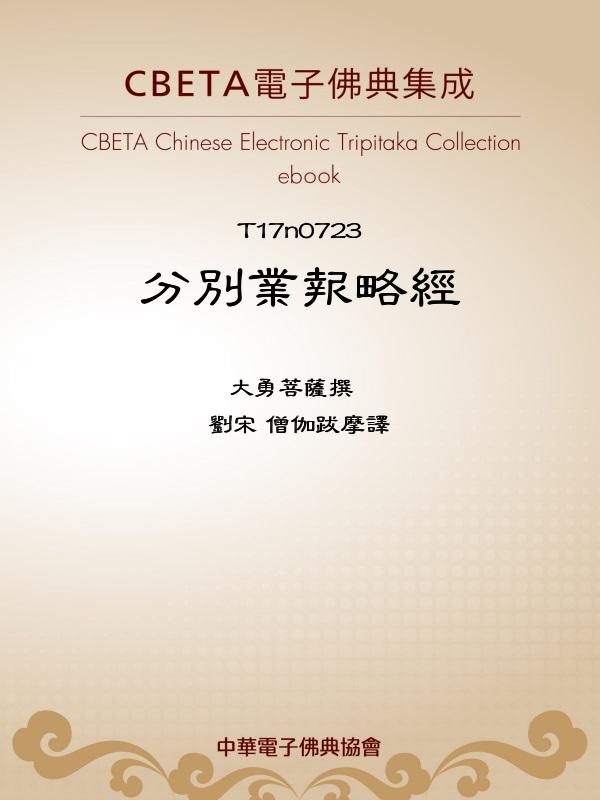 CBETA電子佛典集成
CBETA Chinese Electronic Tripitaka Collection
ebook
T17n0723
分別業報略經
大勇菩薩撰
劉宋 僧伽跋摩譯
中華電子佛典協會